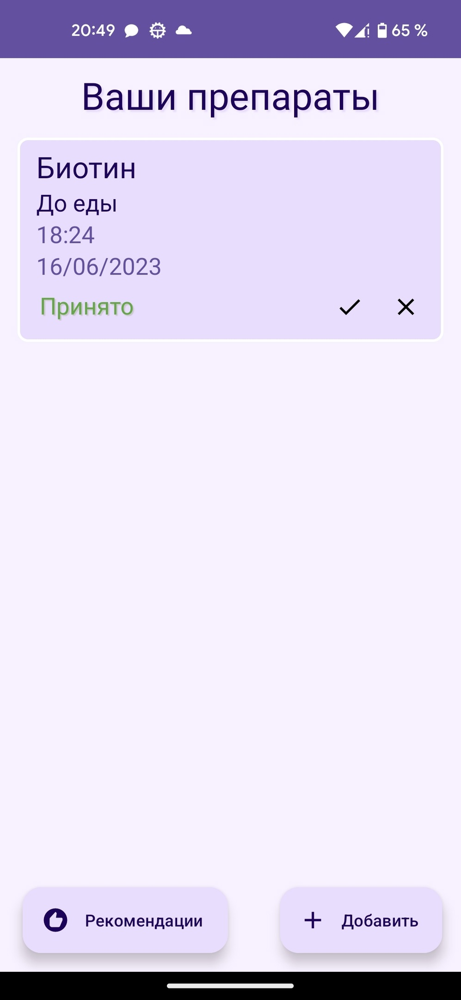 20:49
65 %
Ваши препараты
Биотин
До еды
18:24
16/06/2023
Принято
Рекомендации
Добавить